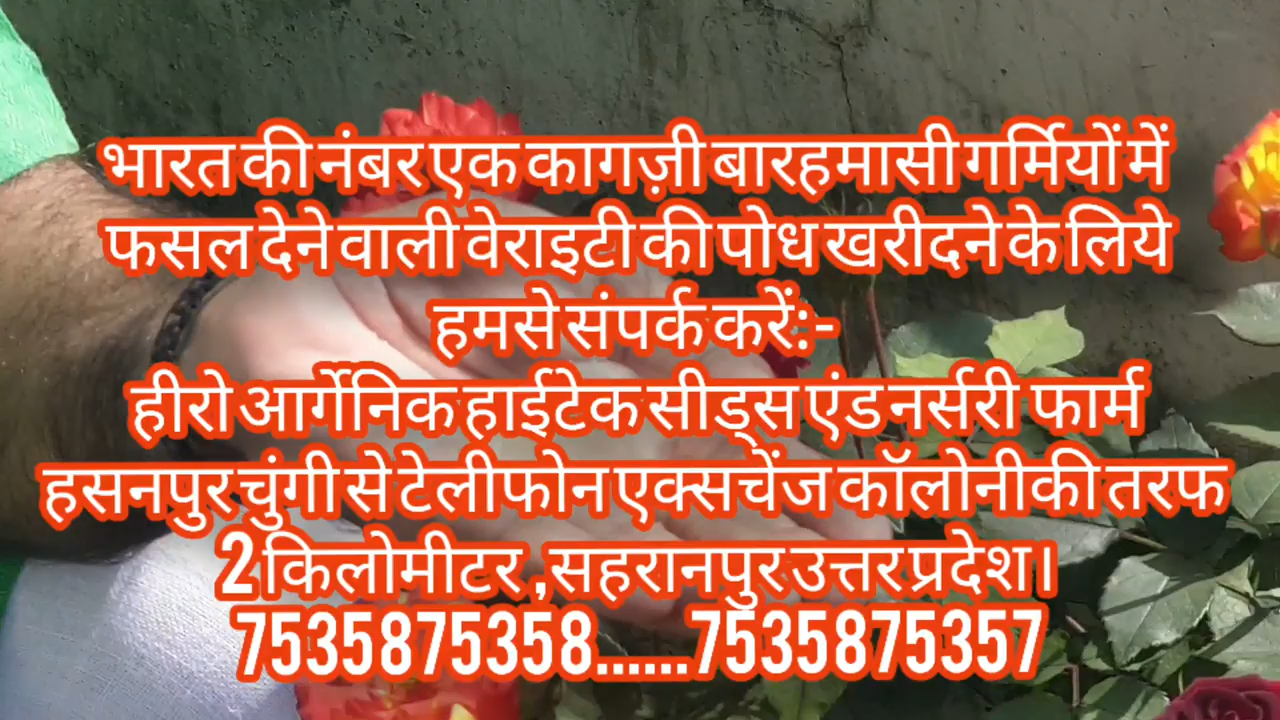 भारत की नंबर एक कागज़ी बारहमासी गर्मियों में
फसल देने वाली वेराइटी की पोध खरीदने के लिये
हमसे संपर्क करें:-
हीरो आर्गेनिक हाईटेक सीड्स एंड नर्सरी फार्म
हसनपुर चुंगी से टेलीफोन एक्सचेंज कॉलोनी की तरफ
2 किलोमीटर ,सहरानपुर उत्तर प्रदेश।
7535875358......7535875357